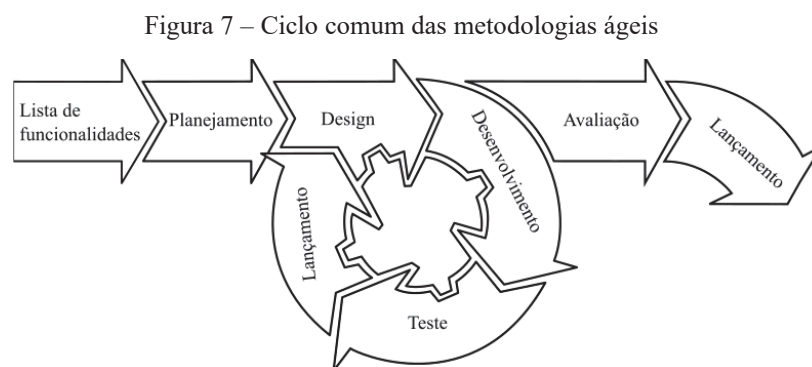 Figura 7 – Ciclo comum das metodologias ágeis
Lista de
funcionalidades
Planejamento
Design
Desenvolvimento
Teste
Lançamento
Avaliação
Lançamento